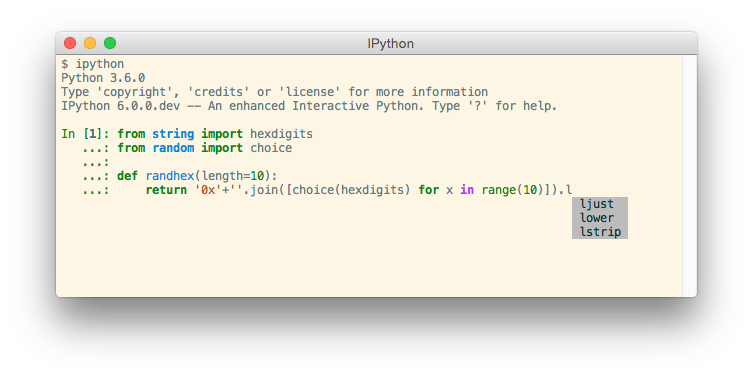 IPython
$ ipython
Python 3.6.0
Type 'copyright', 'credits' or 'license' for more information
IPython 6.0.0.dev -- An enhanced Interactive Python. Type '?' for help.
In [1]: from string import hexdigits
...: from random import choice
...:
...: def randhex(length=10):
...:     return '0x'+''.join([choice(hexdigits) for x in range(10)]).l
ljust
lower
lstrip